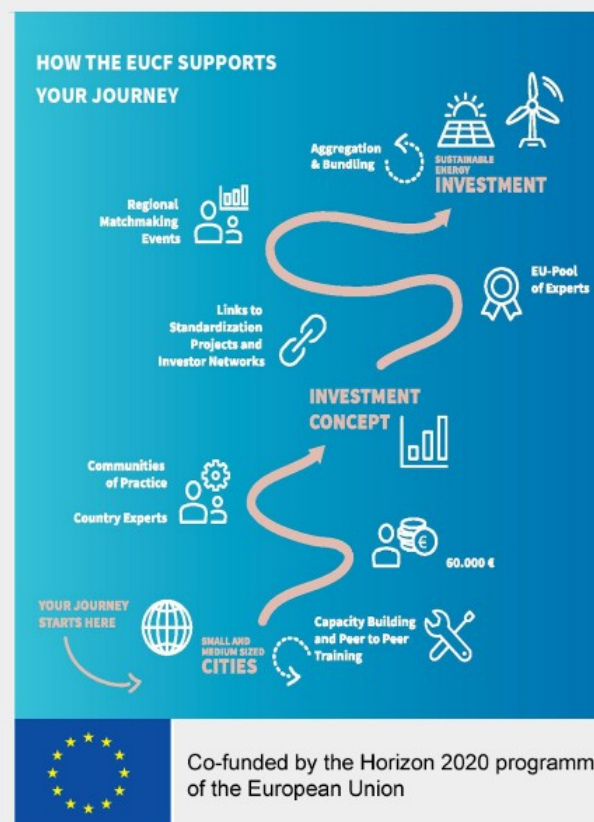 HOW THE EUCF SUPPORTS
YOUR JOURNEY
Aggregation
& Bundling
SUSTAINABLE
ENERGY
INVESTMENT
Regional
Matchmaking
Events
EU-Pool
of Experts
Links to
Standardization
Projects and
Investor Networks
INVESTMENT
CONCEPT
Communities
of Practice
Country Experts
€
60.000 €
YOUR JOURNEY
STARTS HERE
SMALL AND
MEDIUM SIZED
CITIES
Capacity Building
and Peer to Peer
Training
Co-funded by the Horizon 2020 programm
of the European Union